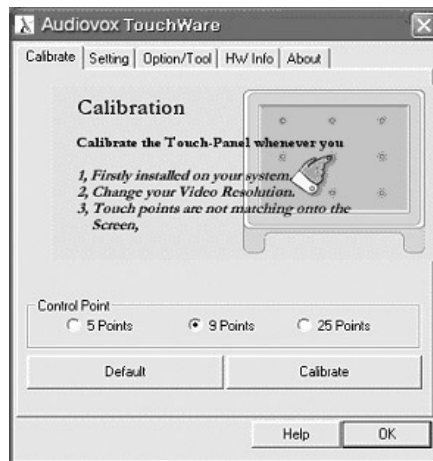 Audiovox TouchWare
Calibrate Setting Option/Tool HW Info About
Calibration
Calibrate the Touch-Panel whenever you
1, Firstly installed on your system.
2, Change your Video Resolution.
3, Touch points are not matching onto the
Screen,
Control Point
5 Points 9 Points 25 Points
Default Calibrate
Help OK